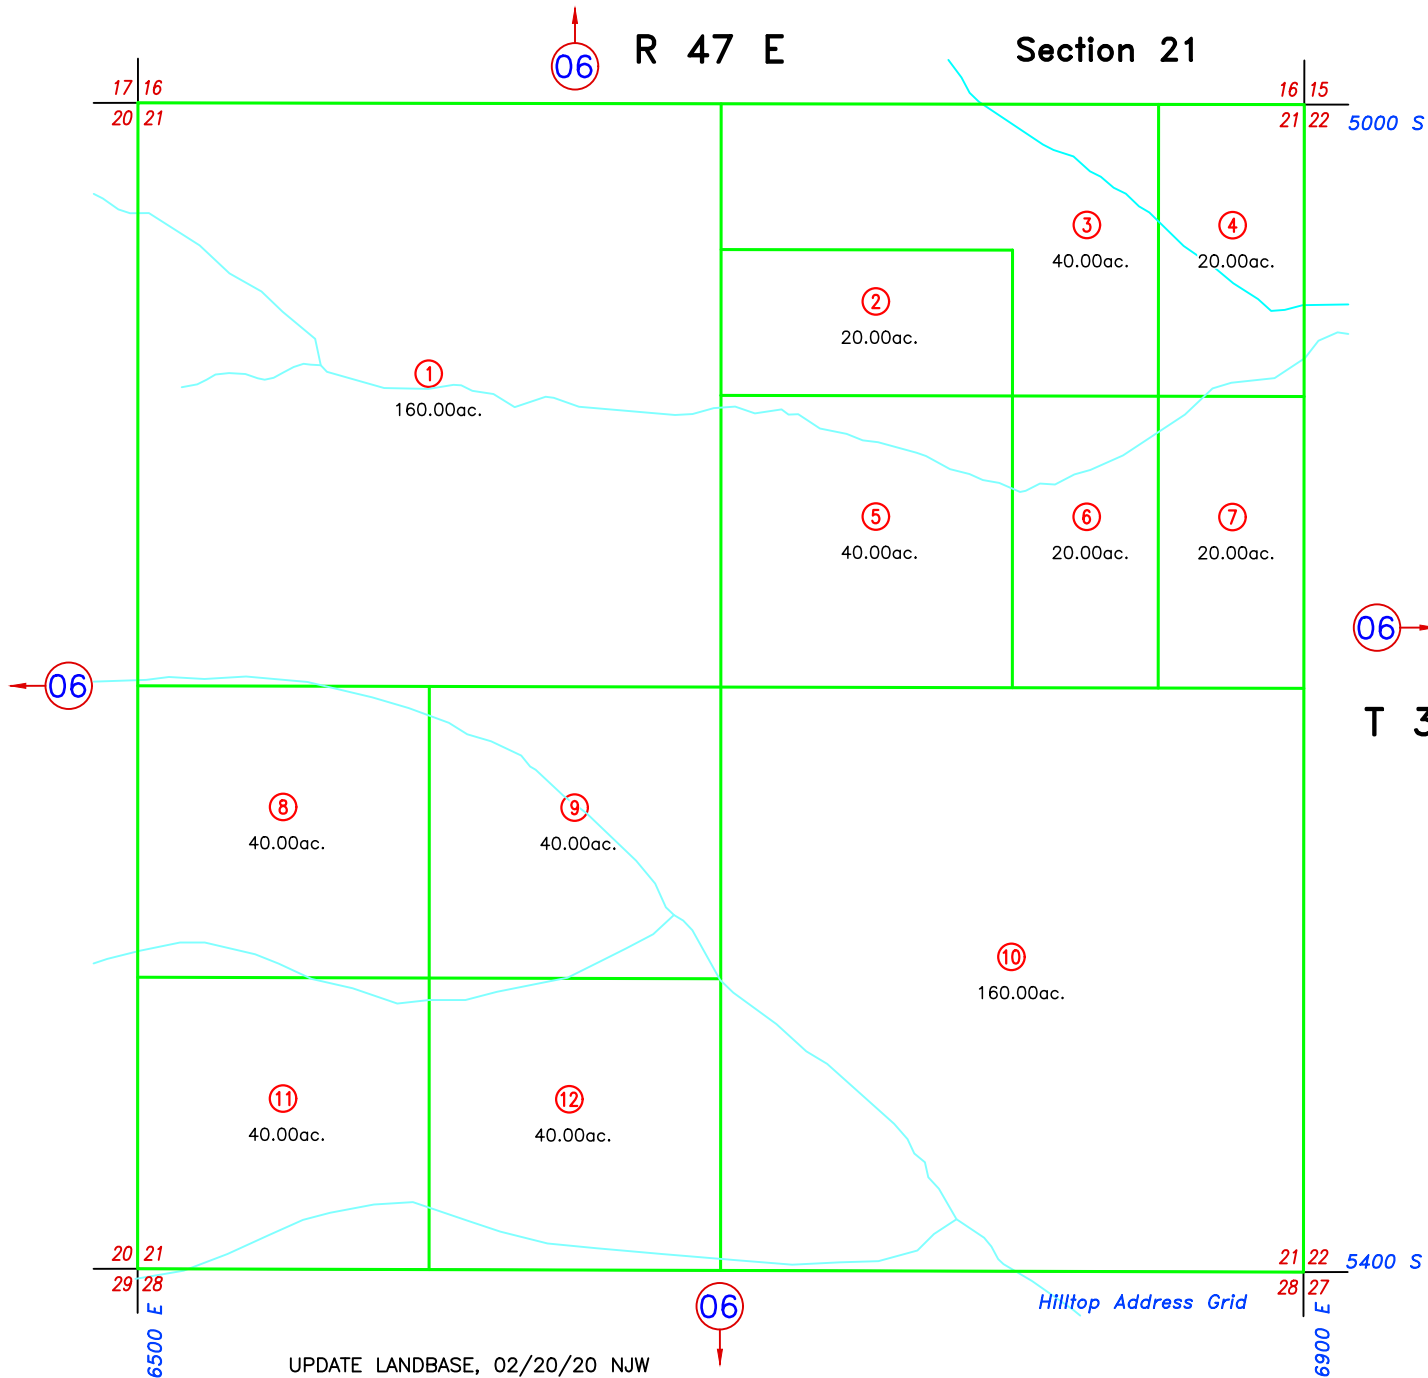 R 47 E
Section 21
06
17 16
20 21
16 15
21 22
5000 S
3
40.00ac.
4
20.00ac.
2
20.00ac.
1
160.00ac.
5
40.00ac.
6
20.00ac.
7
20.00ac.
06
06
T 3
8
40.00ac.
9
40.00ac.
10
160.00ac.
11
40.00ac.
12
40.00ac.
20 21
29 28
21 22
28 27
5400 S
06
Hilltop Address Grid
6500 E
6900 E
UPDATE LANDBASE, 02/20/20 NJW